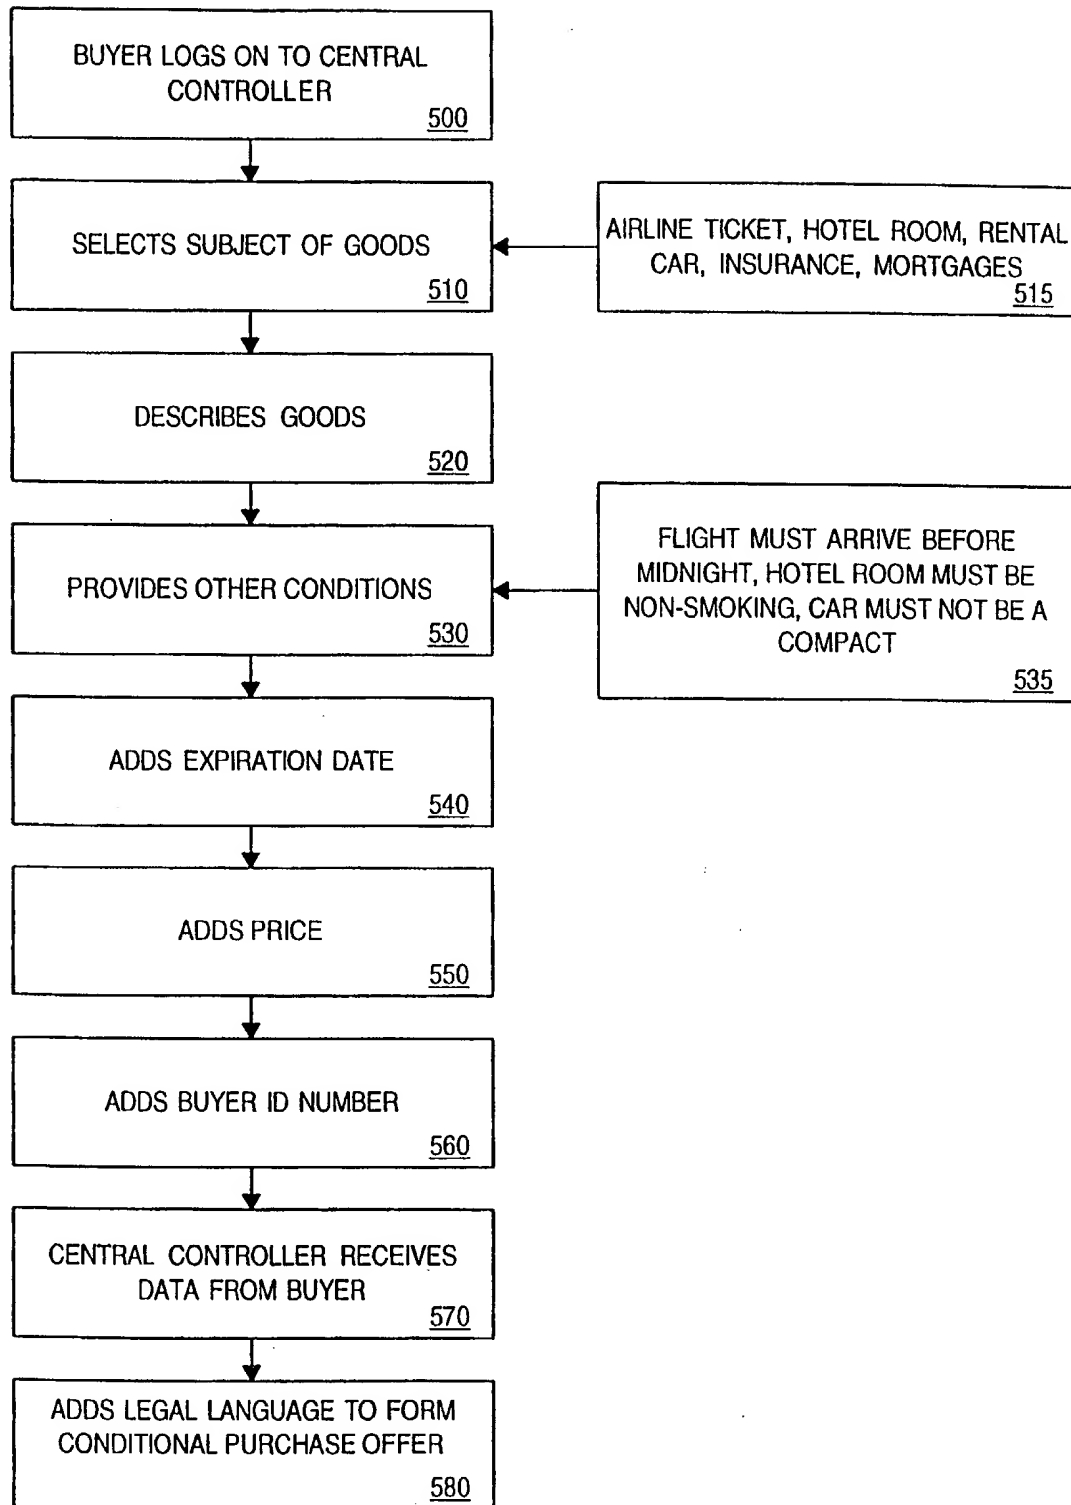 BUYER LOGS ON TO CENTRAL
CONTROLLER
500
SELECTS SUBJECT OF GOODS
510
AIRLINE TICKET, HOTEL ROOM, RENTAL
CAR, INSURANCE, MORTGAGES
515
DESCRIBES GOODS
520
PROVIDES OTHER CONDITIONS
530
FLIGHT MUST ARRIVE BEFORE
MIDNIGHT, HOTEL ROOM MUST BE
NON-SMOKING, CAR MUST NOT BE A
COMPACT
535
ADDS EXPIRATION DATE
540
ADDS PRICE
550
ADDS BUYER ID NUMBER
560
CENTRAL CONTROLLER RECEIVES
DATA FROM BUYER
570
ADDS LEGAL LANGUAGE TO FORM
CONDITIONAL PURCHASE OFFER
580